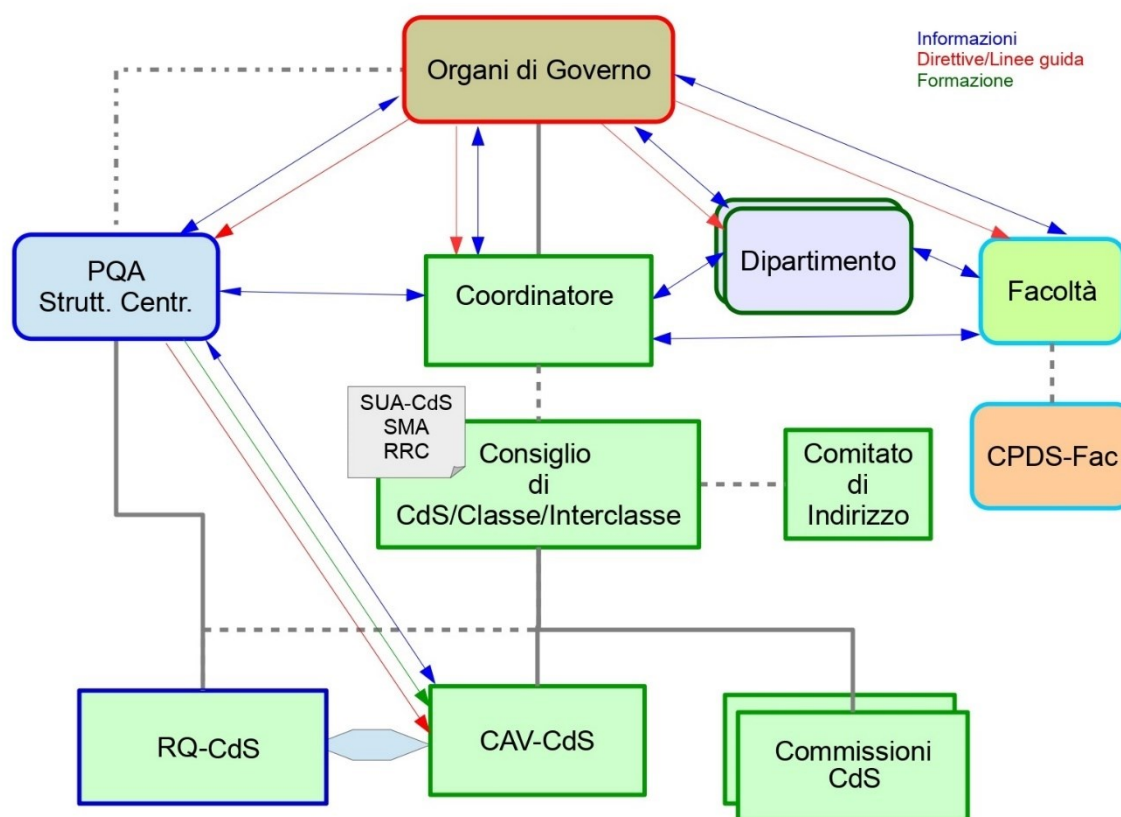 Organi di Governo
Informazioni
Direttive/Linee guida
Formazione
PQA
Strutt. Centr.
Coordinatore
Dipartimento
Facoltà
SUA-CdS
SMA
RRC
Consiglio
di
CdS/Classe/Interclasse
Comitato
di
Indirizzo
CPDS-Fac
RQ-CdS
CAV-CdS
Commissioni
CdS